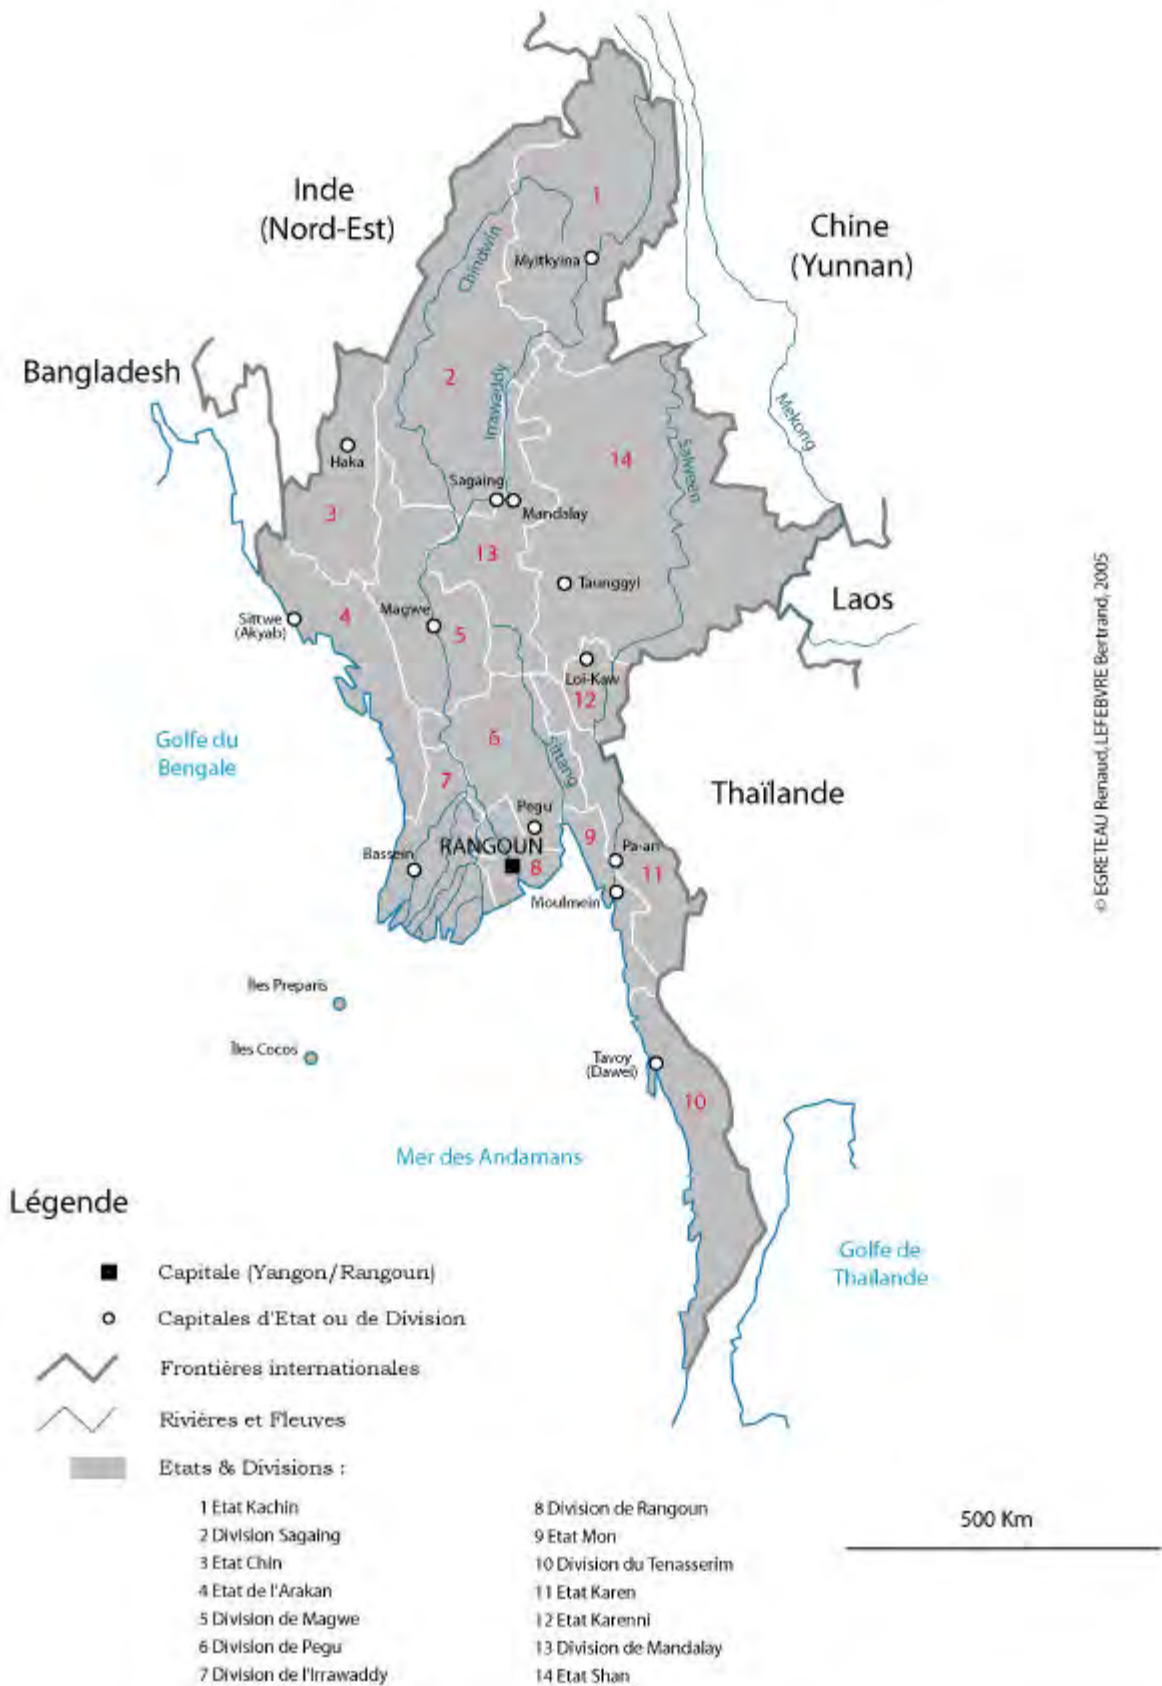 Inde
(Nord-Est)
Chine
(Yunnan)
Bangladesh
Laos
Thaïlande
1
Myitkyina
Chindwin
2
Irrawaddy
Mekong
14
Salween
Haka
3
Sagaing
Mandalay
13
Taunggyi
Magwe
5
Sittwe
(Akyab)
4
Loi-Kaw
12
Golfe du
Bengale
6
Sittang
7
Pegu
RANGOUN
8
Bassein
9
Pa-an
11
Moulmein
Îles Preparis
Îles Cocos
Tavoy
(Dawei)
10
Mer des Andamans
Golfe de
Thaïlande
© EGRETEAU Renaud, LEFEBVRE Bertrand, 2005
Légende
Capitale (Yangon/Rangoun)
Capitales d'Etat ou de Division
Frontières internationales
Rivières et Fleuves
Etats & Divisions :
1 Etat Kachin
2 Division Sagaing
3 Etat Chin
4 Etat de l'Arakan
5 Division de Magwe
6 Division de Pegu
7 Division de l'Irrawaddy
8 Division de Rangoun
9 Etat Mon
10 Division du Tenasserim
11 Etat Karen
12 Etat Karenni
13 Division de Mandalay
14 Etat Shan
500 Km